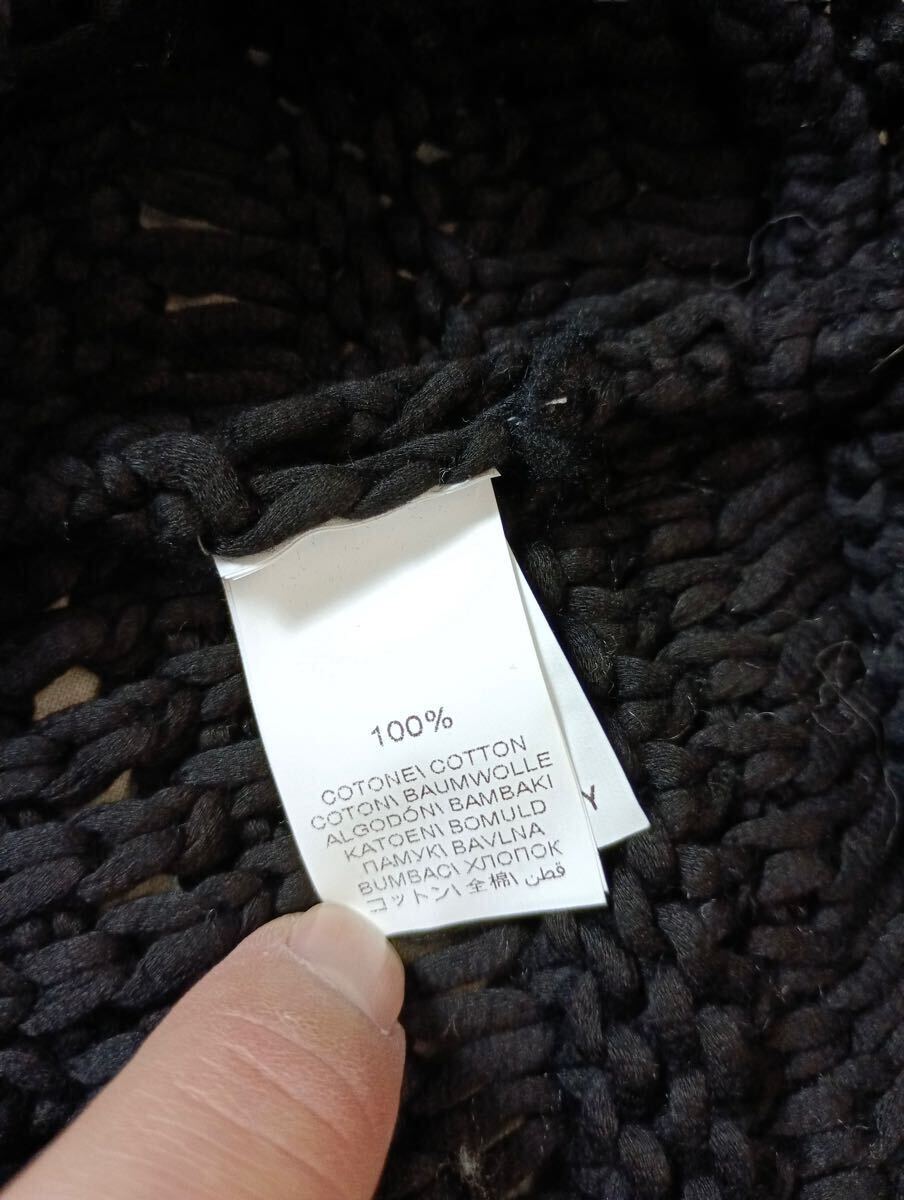 100%
COTONE\ COTTON
COTON\ BAUMWOLLE
ALGODÓN\ BAMBAKI
KATOEN\ BOMULD
ПАМУК\ BAVLNA
BUMBAC\ ХЛОПОК
コットン\ 全棉\ قطن
Y